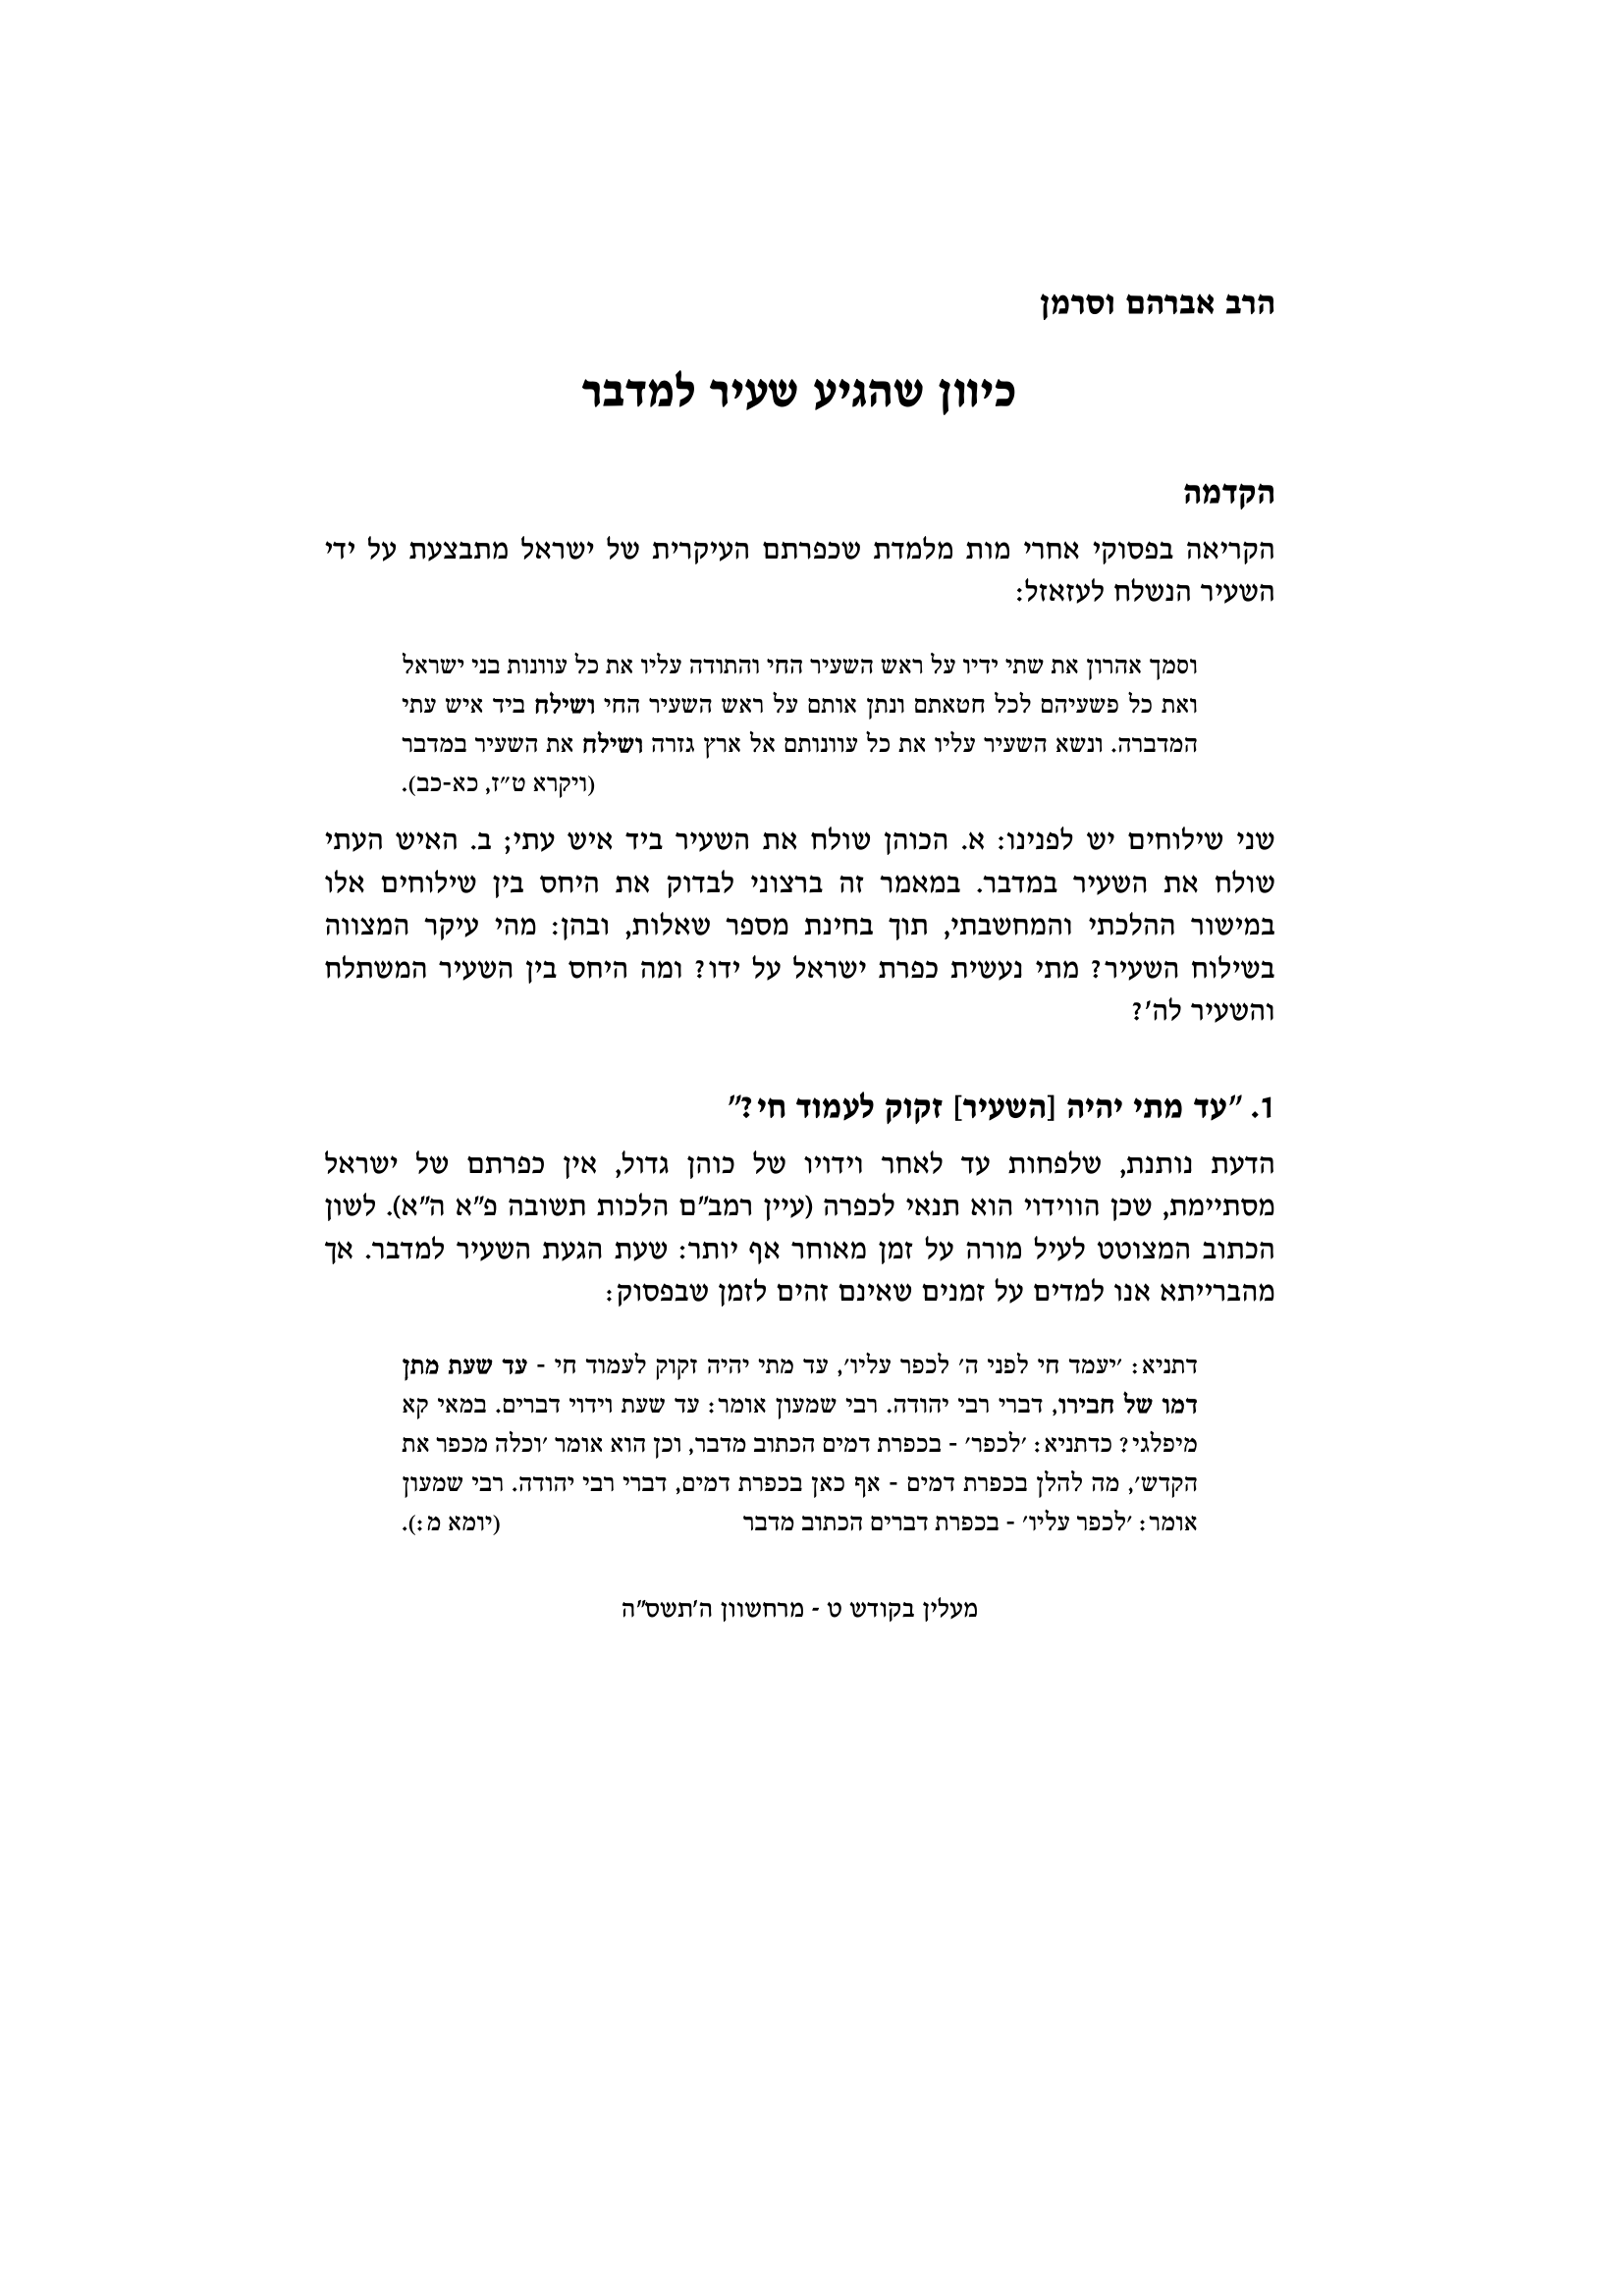 הרב אברהם וסרמן
כיוון שהגיע שעיר למדבר
הקדמה
הקריאה בפסוקי אחרי מות מלמדת שכפרתם העיקרית של ישראל מתבצעת על ידי
השעיר הנשלח לעזאזל:
וסמך אהרון את שתי ידיו על ראש השעיר החי והתודה עליו את כל עוונות בני ישראל
ואת כל פשעיהם לכל חטאתם ונתן אותם על ראש השעיר החי ושילח ביד איש עתי
המדברה. ונשא השעיר עליו את כל עוונותם אל ארץ גזרה ושילח את השעיר במדבר
(ויקרא ט״ז, כא-כב).
שני שילוחים יש לפנינו: א. הכוהן שולח את השעיר ביד איש עתי; ב. האיש העתי
שולח את השעיר במדבר. במאמר זה ברצוני לבדוק את היחס בין שילוחים אלו
במישור ההלכתי והמחשבתי, תוך בחינת מספר שאלות, ובהן: מהי עיקר המצווה
בשילוח השעיר? מתי נעשית כפרת ישראל על ידו? ומה היחס בין השעיר המשתלח
והשעיר לה׳?
1. ״עד מתי יהיה [השעיר] זקוק לעמוד חי?״
הדעת נותנת, שלפחות עד לאחר וידויו של כוהן גדול, אין כפרתם של ישראל
מסתיימת, שכן הווידוי הוא תנאי לכפרה (עיין רמב״ם הלכות תשובה פ״א ה״א). לשון
הכתוב המצוטט לעיל מורה על זמן מאוחר אף יותר: שעת הגעת השעיר למדבר. אך
מהברייתא אנו למדים על זמנים שאינם זהים לזמן שבפסוק:
דתניא: ׳יעמד חי לפני ה׳ לכפר עליו׳, עד מתי יהיה זקוק לעמוד חי - עד שעת מתן
דמו של חבירו, דברי רבי יהודה. רבי שמעון אומר: עד שעת וידוי דברים. במאי קא
מיפלגי? כדתניא: ׳לכפר׳ - בכפרת דמים הכתוב מדבר, וכן הוא אומר ׳וכלה מכפר את
הקדש׳, מה להלן בכפרת דמים - אף כאן בכפרת דמים, דברי רבי יהודה. רבי שמעון
אומר: ׳לכפר עליו׳ - בכפרת דברים הכתוב מדבר (יומא מ:).
מעלין בקודש ט - מרחשוון ה׳תשס״ה